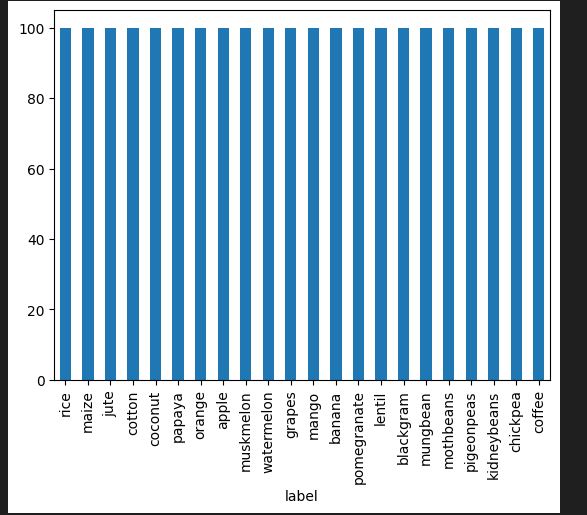 100
80
60
40
20
0
rice
maize
jute
cotton
coconut
papaya
orange
apple
muskmelon
watermelon
grapes
mango
banana
pomegranate
lentil
blackgram
mungbean
mothbeans
pigeonpeas
kidneybeans
chickpea
coffee
label